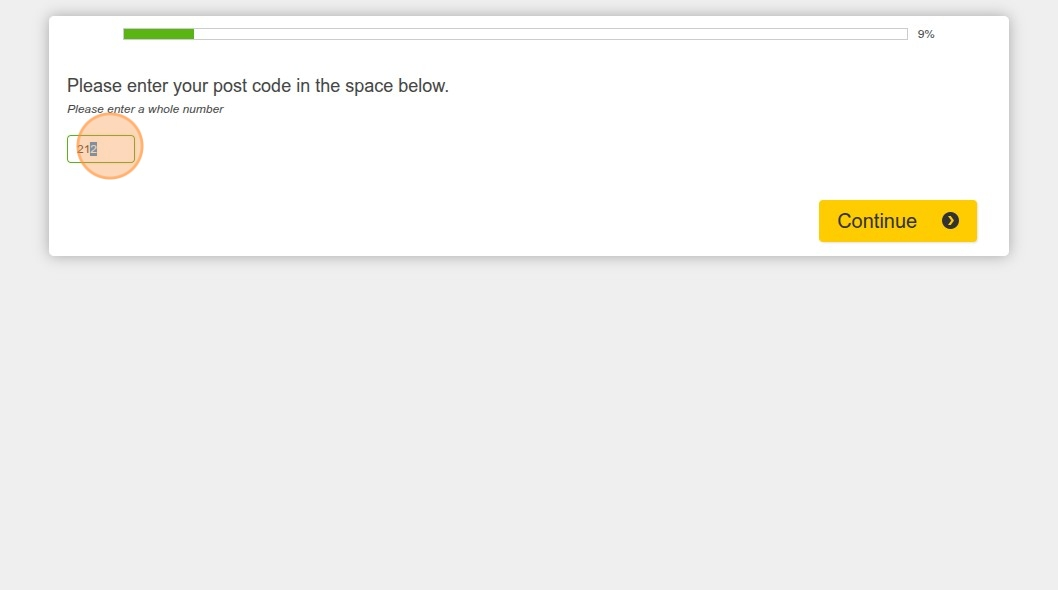 9%
Please enter your post code in the space below.
Please enter a whole number
212
Continue